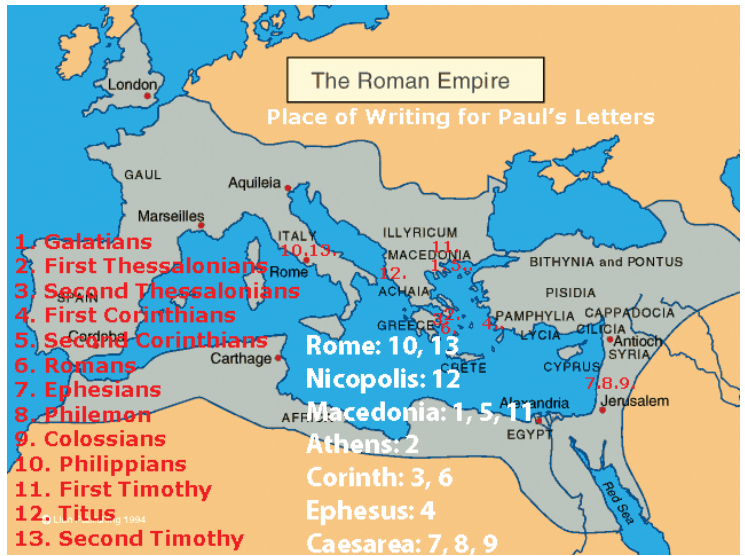 London
The Roman Empire
Place of Writing for Paul's Letters
GAUL
Aquileia
Marseilles
ITALY
10,13.
Rome
ILLYRICUM
MACEDONIA
11.
12.
ACHAIA
GREECE
6.
4.
CRETE
BITHYNIA and PONTUS
PISIDIA
CAPPADOCIA
PAMPHYLIA
LYCIA
CILICIA
Antioch
SYRIA
CYPRUS
7.8.9.
Jerusalem
Alexandria
EGYPT
Red Sea
SPAIN
Cordoba
Carthage
1. Galatians
2. First Thessalonians
3. Second Thessalonians
4. First Corinthians
5. Second Corinthians
6. Romans
7. Ephesians
8. Philemon
9. Colossians
10. Philippians
11. First Timothy
12. Titus
1994
13. Second Timothy
Rome: 10, 13
Nicopolis: 12
Macedonia: 1, 5, 11
Athens: 2
Corinth: 3, 6
Ephesus: 4
Caesarea: 7, 8, 9